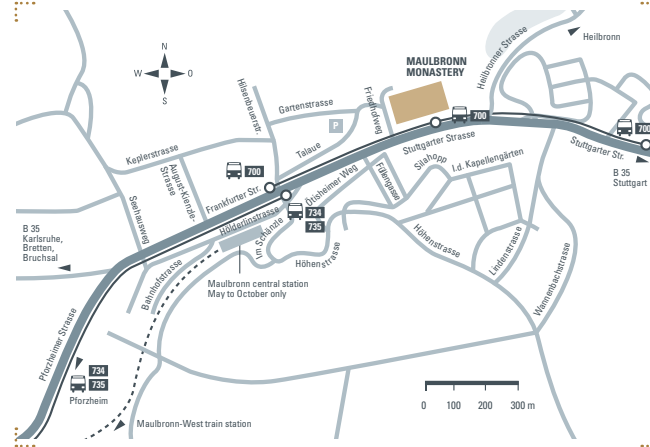 Heilbronn
Heilbronner Strasse
N
W
O
S
MAULBRONN
MONASTERY
Hilsenbeuerstr.
Gartenstrasse
Friedhofweg
700
700
P
Talaue
Stuttgarter Strasse
Stuttgarter Str.
Keplerstrasse
Silahopp
I.d. Kapellengärten
B 35
Stuttgart
700
August-Kienzle-
Strasse
Frankfurter Str.
Ötisheimer Weg
Füllengasse
Seehausweg
Hölderlinstrasse
734
735
Im Schänzle
B 35
Karlsruhe,
Bretten,
Bruchsal
Höhenstrasse
Höhenstrasse
Lindenstrasse
Wannenbachstrasse
Bahnhofstrasse
Maulbronn central station
May to October only
Pforzheimer Strasse
734
735
Pforzheim
0 100 200 300 m
Maulbronn-West train station